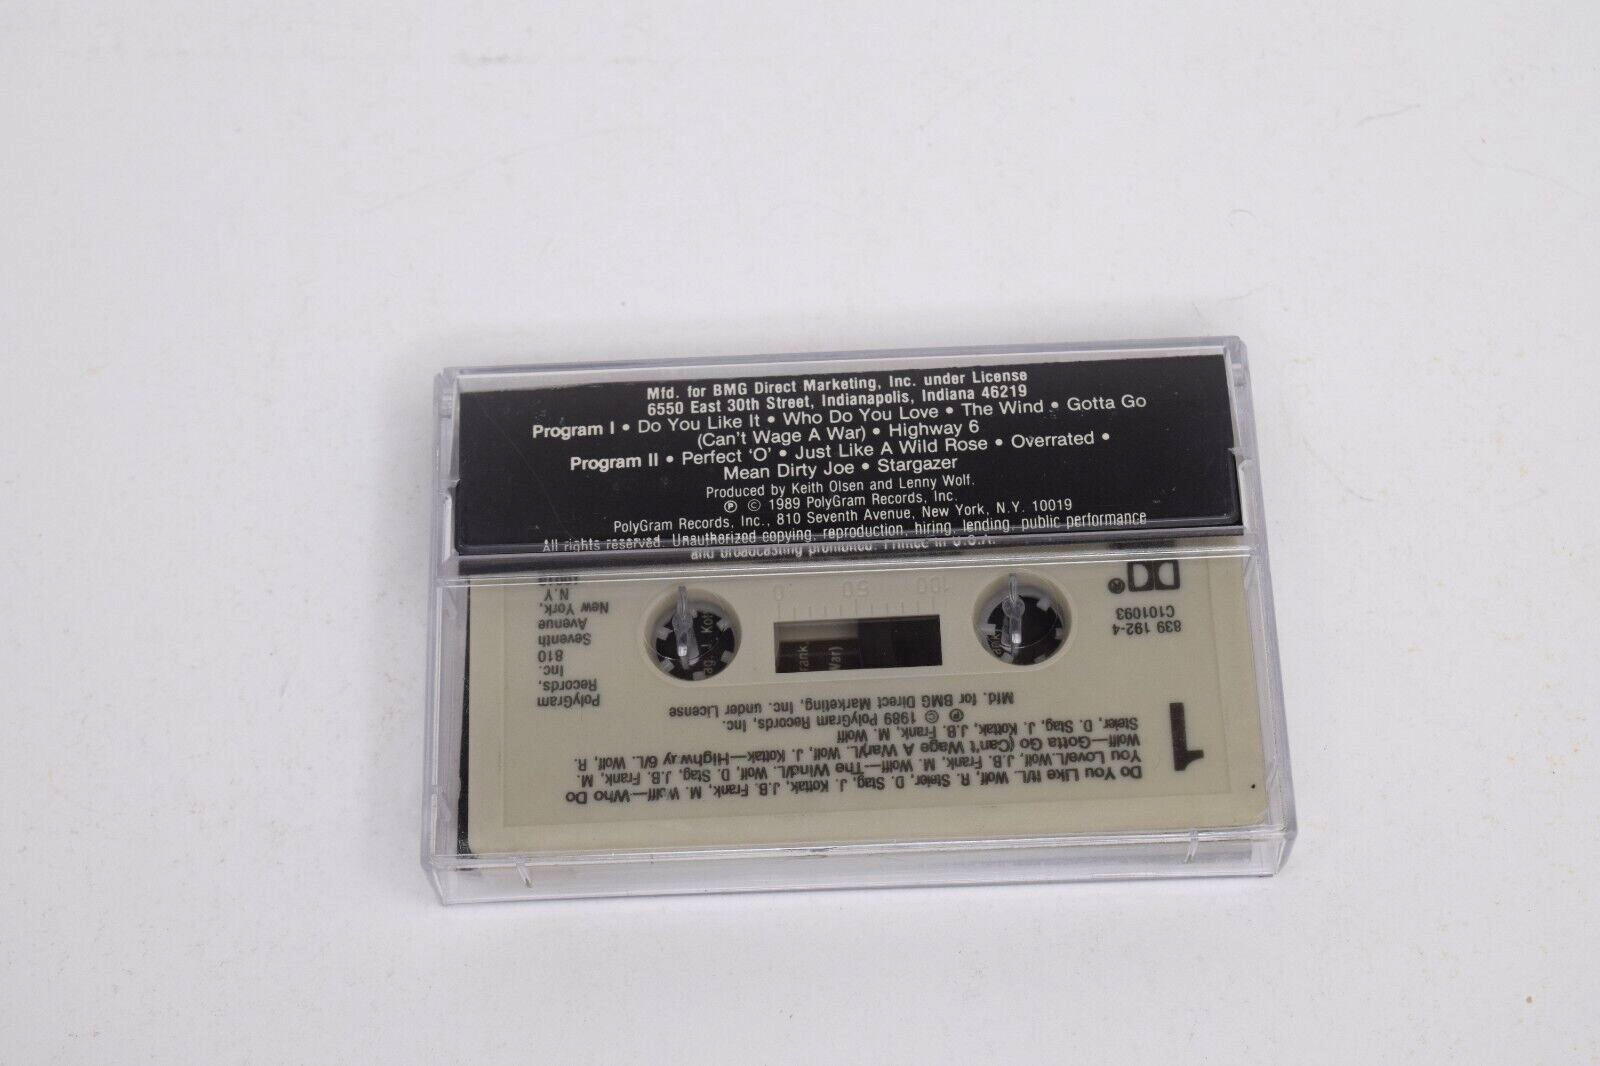 Mfd. for BMG Direct Marketing, Inc. under License
6550 East 30th Street, Indianapolis, Indiana 46219
Program I • Do You Like It • Who Do You Love • The Wind • Gotta Go
(Can't Wage A War) • Highway 6
Program II • Perfect 'O' • Just Like A Wild Rose • Overrated •
Mean Dirty Joe • Stargazer
Produced by Keith Olsen and Lenny Wolf.
℗ © 1989 PolyGram Records, Inc.
PolyGram Records, Inc., 810 Seventh Avenue, New York, N.Y. 10019
All rights reserved. Unauthorized copying, reproduction, hiring, lending, public performance
and broadcasting prohibited. Printed in U.S.A.
1
Do You Like It/L. Wolf, R. Steier, D. Stag, J. Kottak, J.B. Frank, M. Wolff—Who Do
You Love/L. Wolf, J.B. Frank, M. Wolff—The Wind/L. Wolf, D. Stag, J.B. Frank, M.
Wolff—Gotta Go (Can't Wage A War)/L. Wolf, J. Kottak—Highway 6/L. Wolf, R.
Steier, D. Stag, J. Kottak, J.B. Frank, M. Wolff
℗ © 1989 PolyGram Records, Inc.
Mfd. for BMG Direct Marketing, Inc. under License
839 192-4
C101093
PolyGram
Records,
Inc.
810
Seventh
Avenue
New York,
N.Y
10019
0 50 100